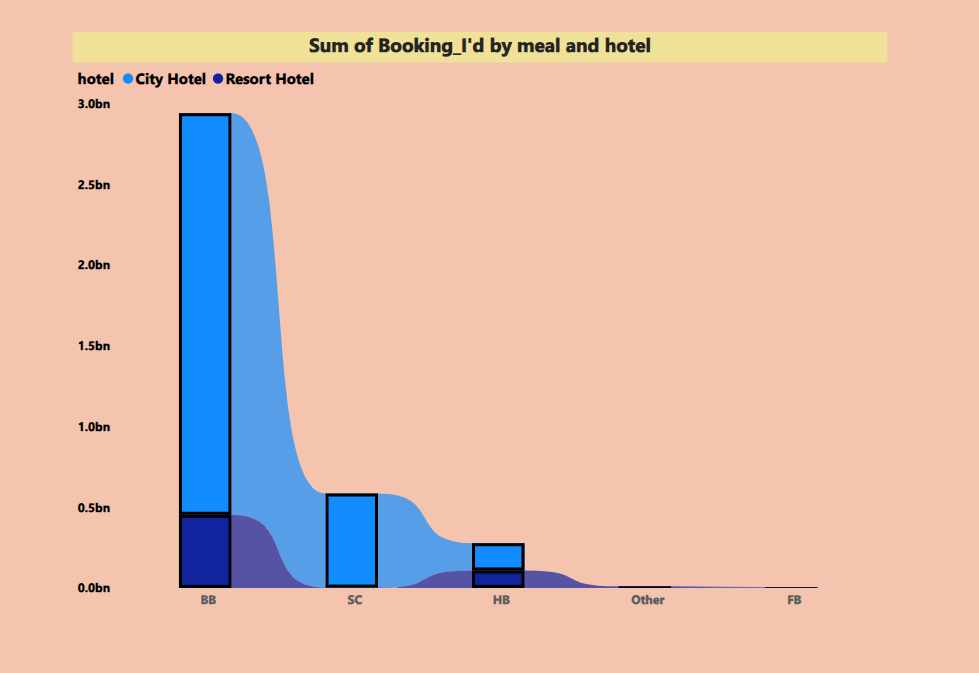 Sum of Booking_I'd by meal and hotel
hotel City Hotel Resort Hotel
3.0bn
2.5bn
2.0bn
1.5bn
1.0bn
0.5bn
0.0bn
BB SC HB Other FB